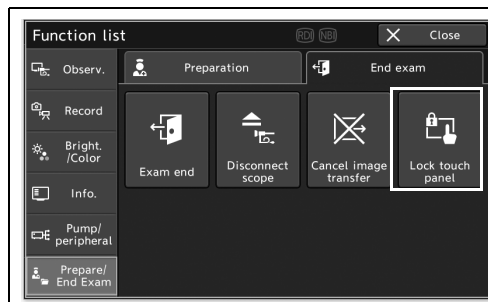 Function list
RDI NBI
Close
Observ.
Record
Bright.
/Color
Info.
Pump/
peripheral
Prepare/
End Exam
Preparation
End exam
Exam end
Disconnect
scope
Cancel image
transfer
Lock touch
panel